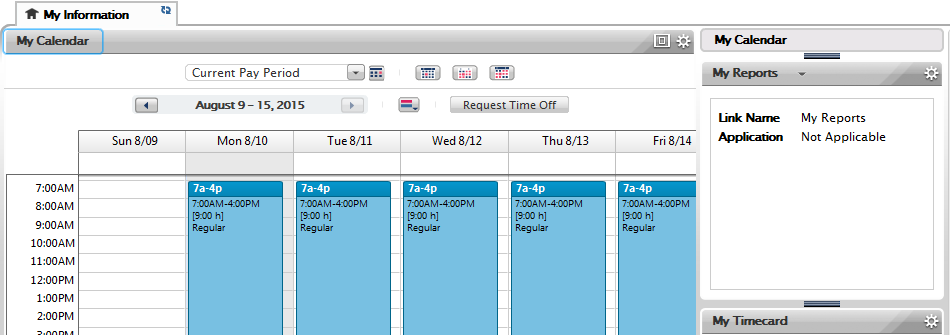 My Information
My Calendar
Current Pay Period
August 9 – 15, 2015
Request Time Off
Sun 8/09 Mon 8/10 Tue 8/11 Wed 8/12 Thu 8/13 Fri 8/14
7:00AM
8:00AM
9:00AM
10:00AM
11:00AM
12:00PM
1:00PM
2:00PM
7a-4p
7:00AM-4:00PM
[9:00 h]
Regular
7a-4p
7:00AM-4:00PM
[9:00 h]
Regular
7a-4p
7:00AM-4:00PM
[9:00 h]
Regular
7a-4p
7:00AM-4:00PM
[9:00 h]
Regular
7a-4p
7:00AM-4:00PM
[9:00 h]
Regular
My Calendar
My Reports
Link Name My Reports
Application Not Applicable
My Timecard